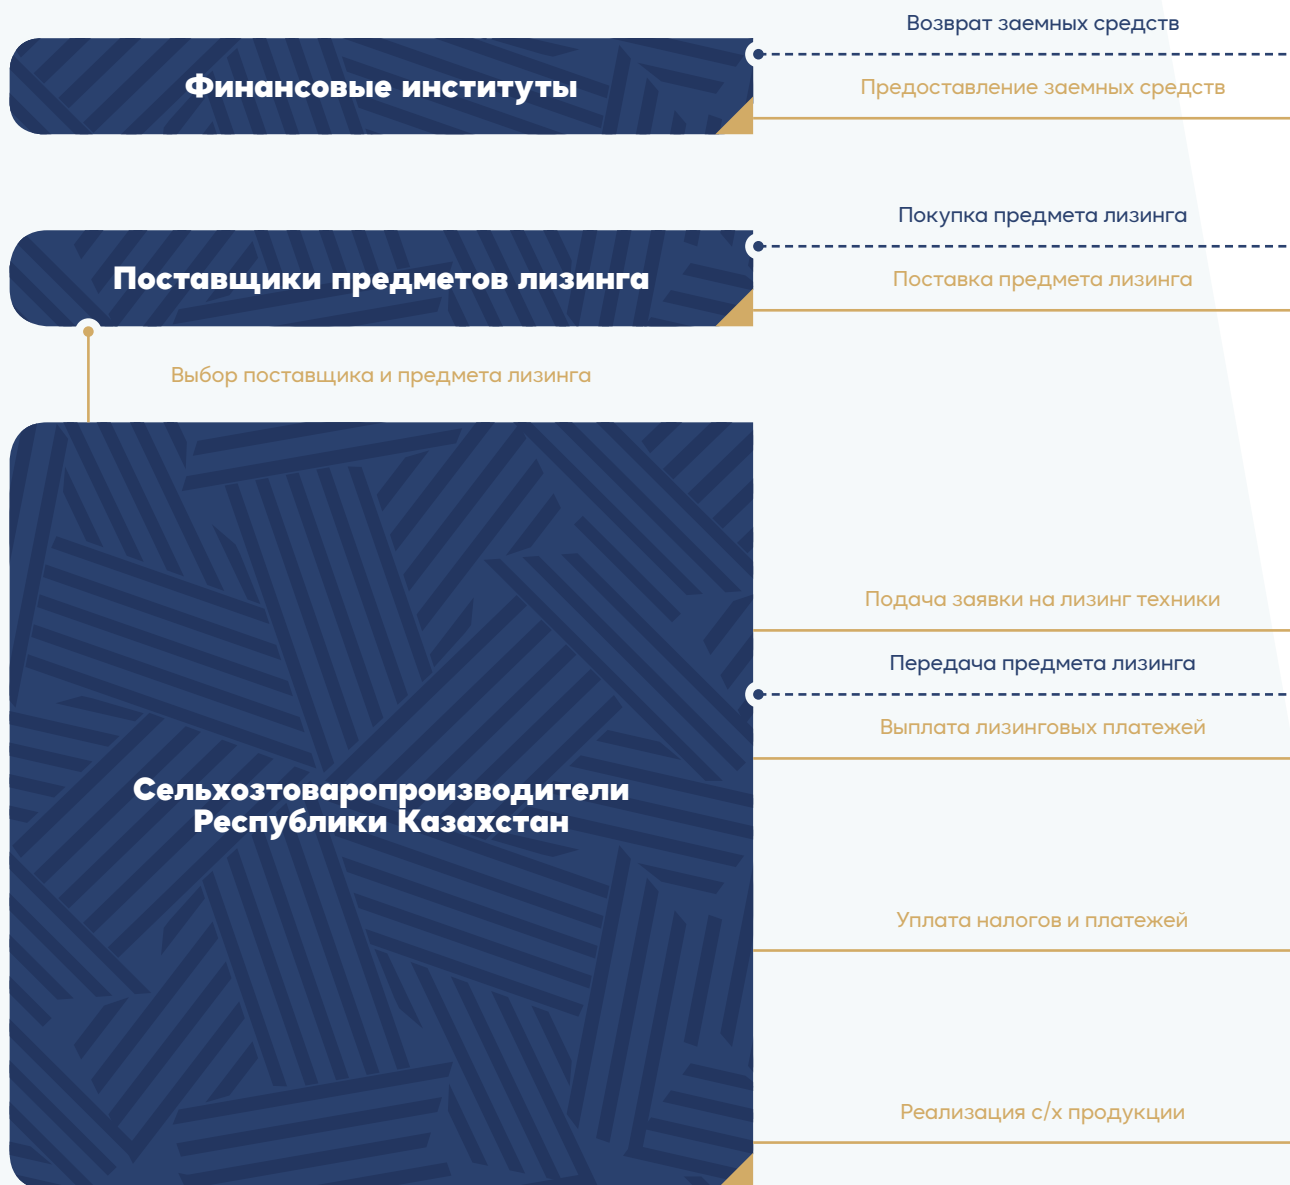 Возврат заемных средств
Финансовые институты
Предоставление заемных средств
Покупка предмета лизинга
Поставщики предметов лизинга
Поставка предмета лизинга
Выбор поставщика и предмета лизинга
Подача заявки на лизинг техники
Передача предмета лизинга
Выплата лизинговых платежей
Сельхозтоваропроизводители
Республики Казахстан
Уплата налогов и платежей
Реализация с/х продукции